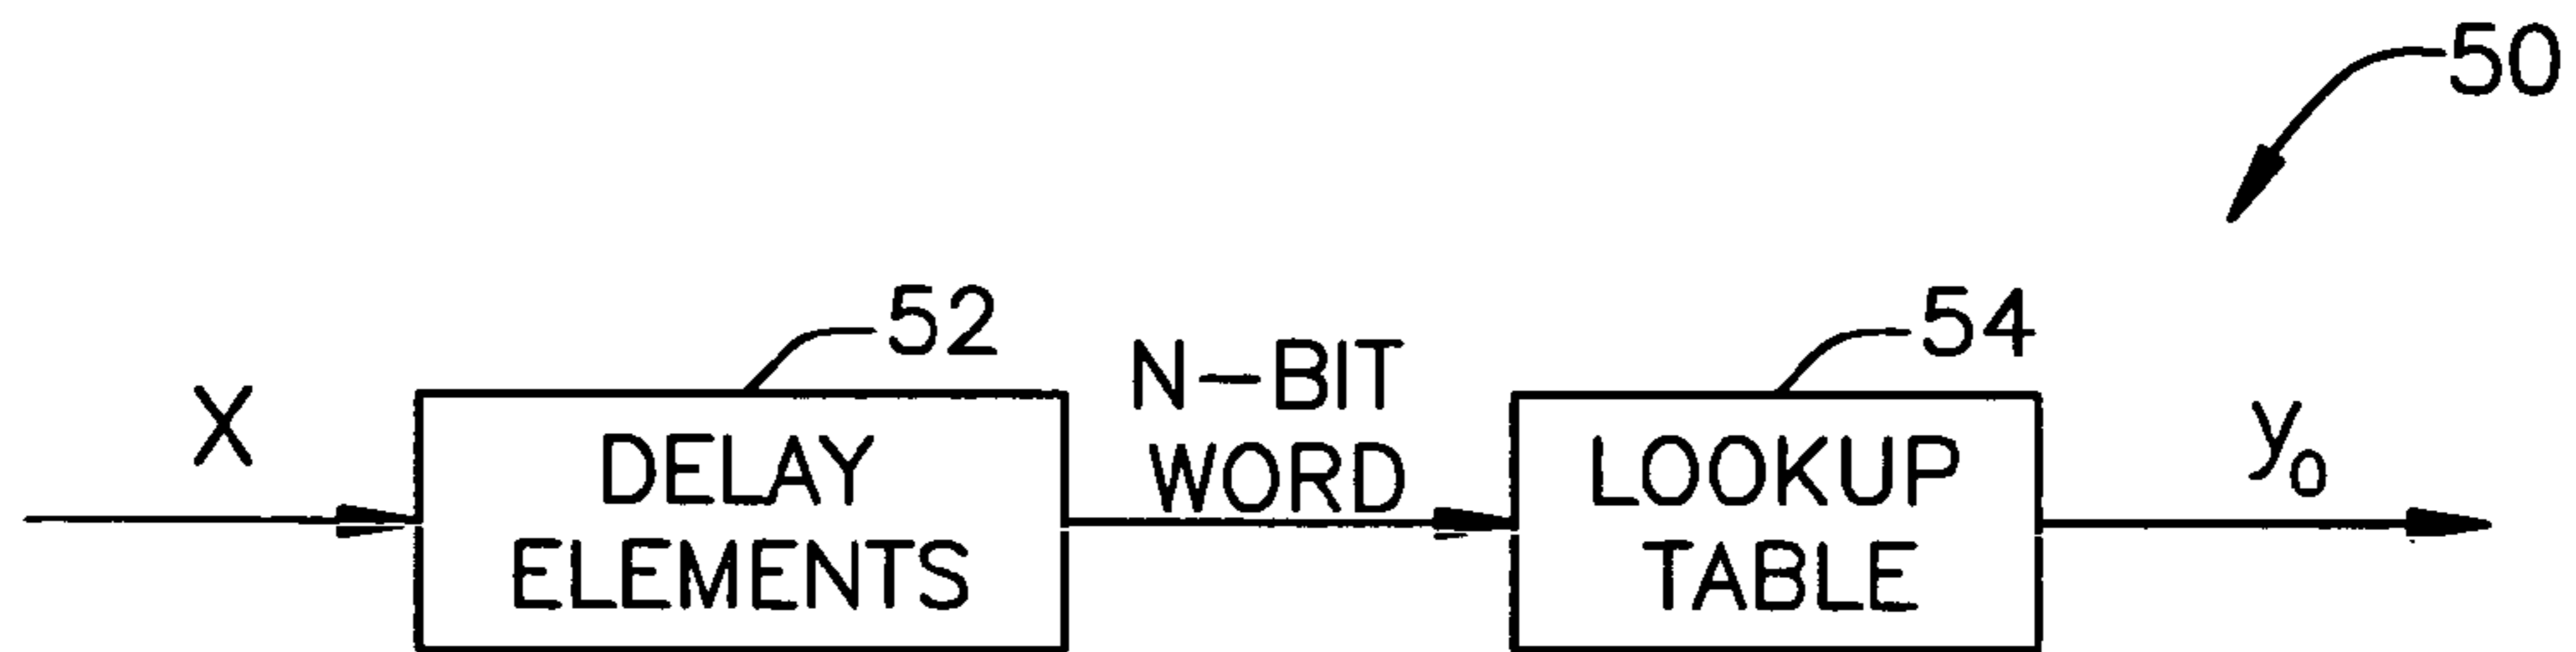 50
52
54
X
N-BIT
WORD
y₀
DELAY
ELEMENTS
LOOKUP
TABLE